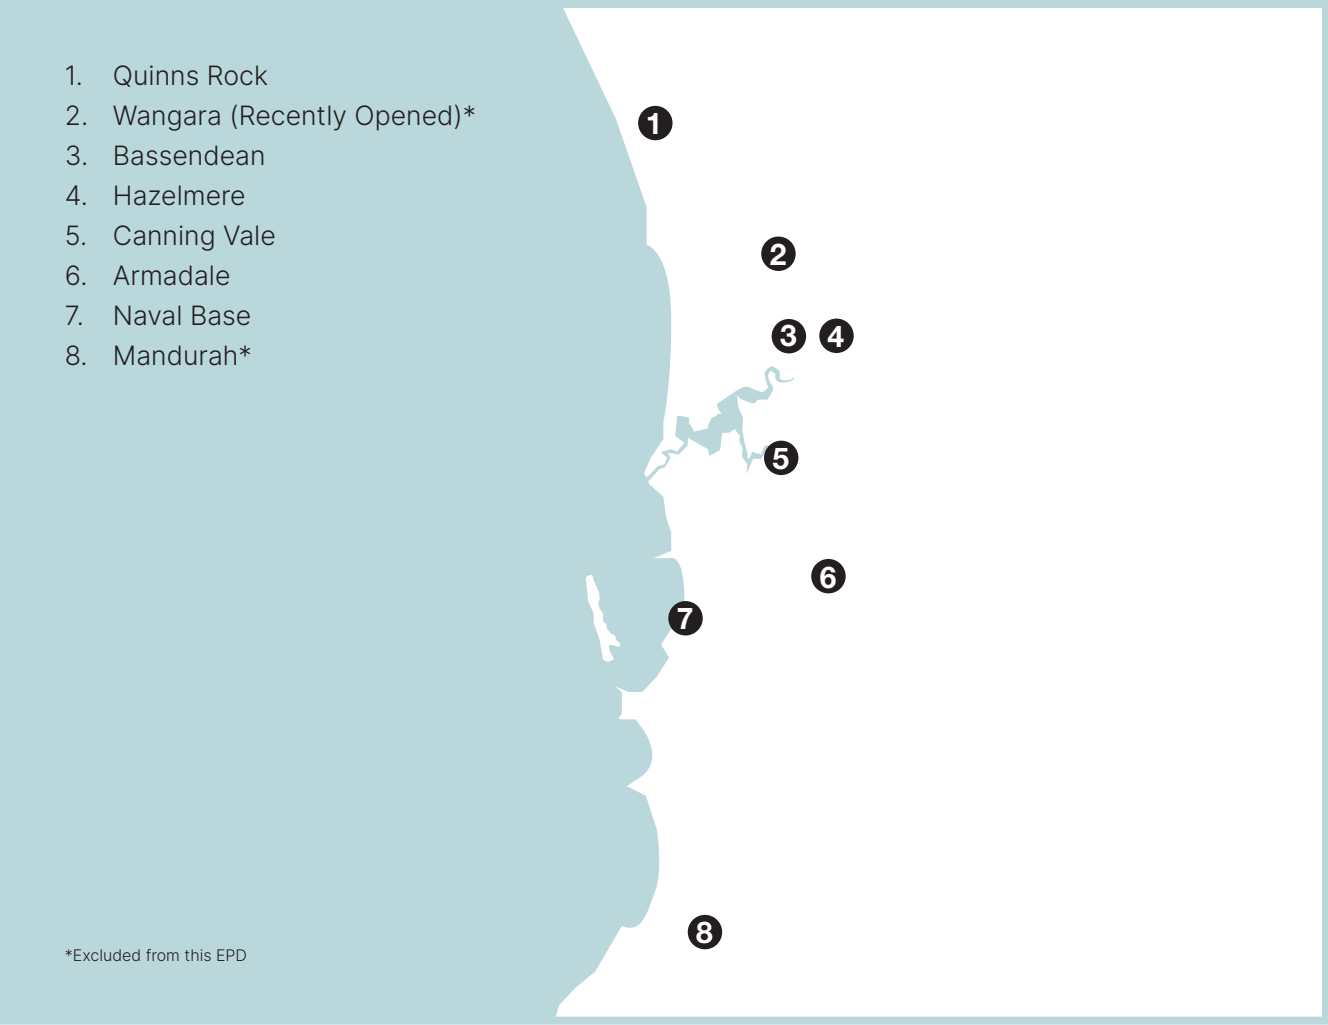 1. Quinns Rock
2. Wangara (Recently Opened)*
3. Bassendean
4. Hazelmere
5. Canning Vale
6. Armadale
7. Naval Base
8. Mandurah*
1
2
3 4
5
6
7
8
*Excluded from this EPD